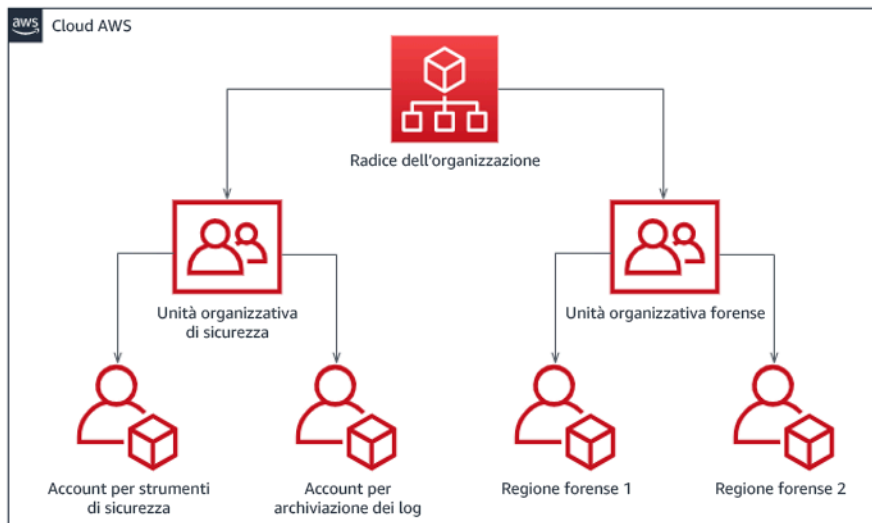 aws
Cloud AWS
Radice dell'organizzazione
Unità organizzativa
di sicurezza
Unità organizzativa forense
Account per strumenti
di sicurezza
Account per
archiviazione dei log
Regione forense 1
Regione forense 2